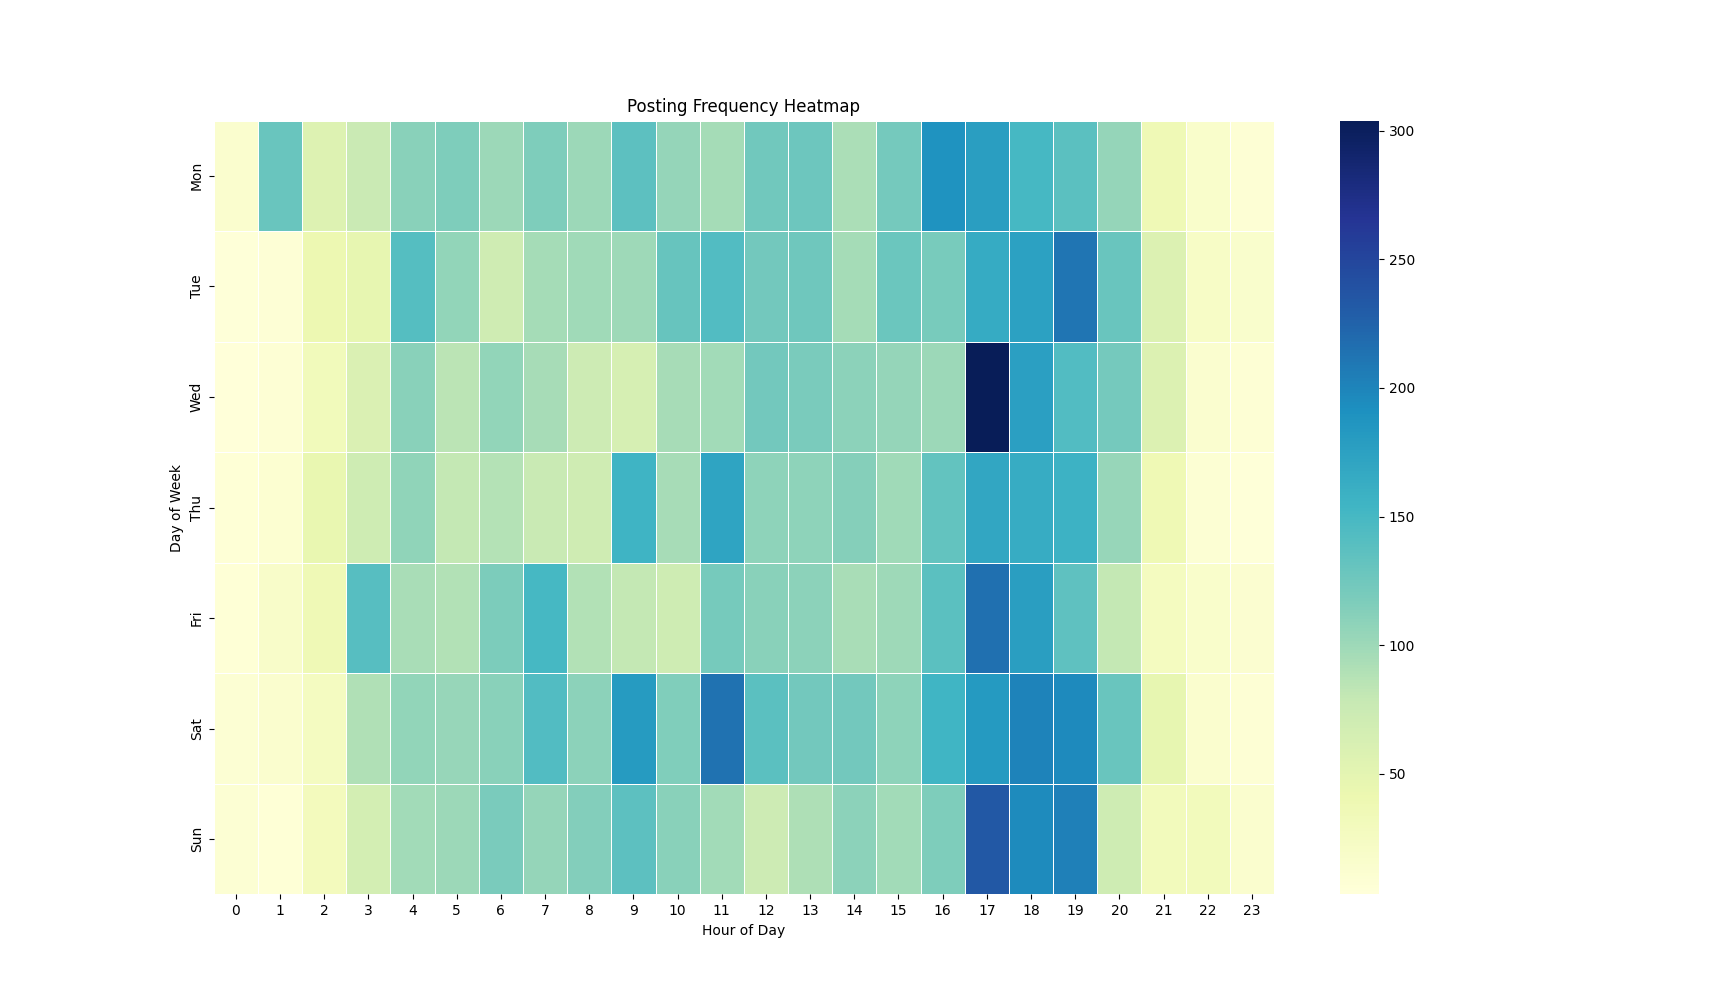 Posting Frequency Heatmap
Day of Week
Mon
Tue
Wed
Thu
Fri
Sat
Sun
0 1 2 3 4 5 6 7 8 9 10 11 12 13 14 15 16 17 18 19 20 21 22 23
Hour of Day
300
250
200
150
100
50